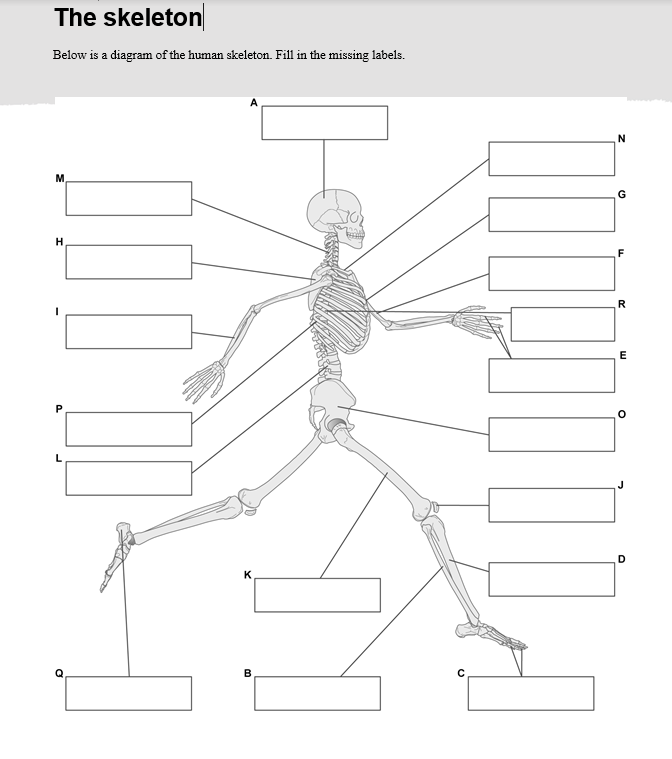 The skeleton
Below is a diagram of the human skeleton. Fill in the missing labels.
A
N
M
G
H
F
I
R
E
P
O
L
J
D
K
Q
B
C